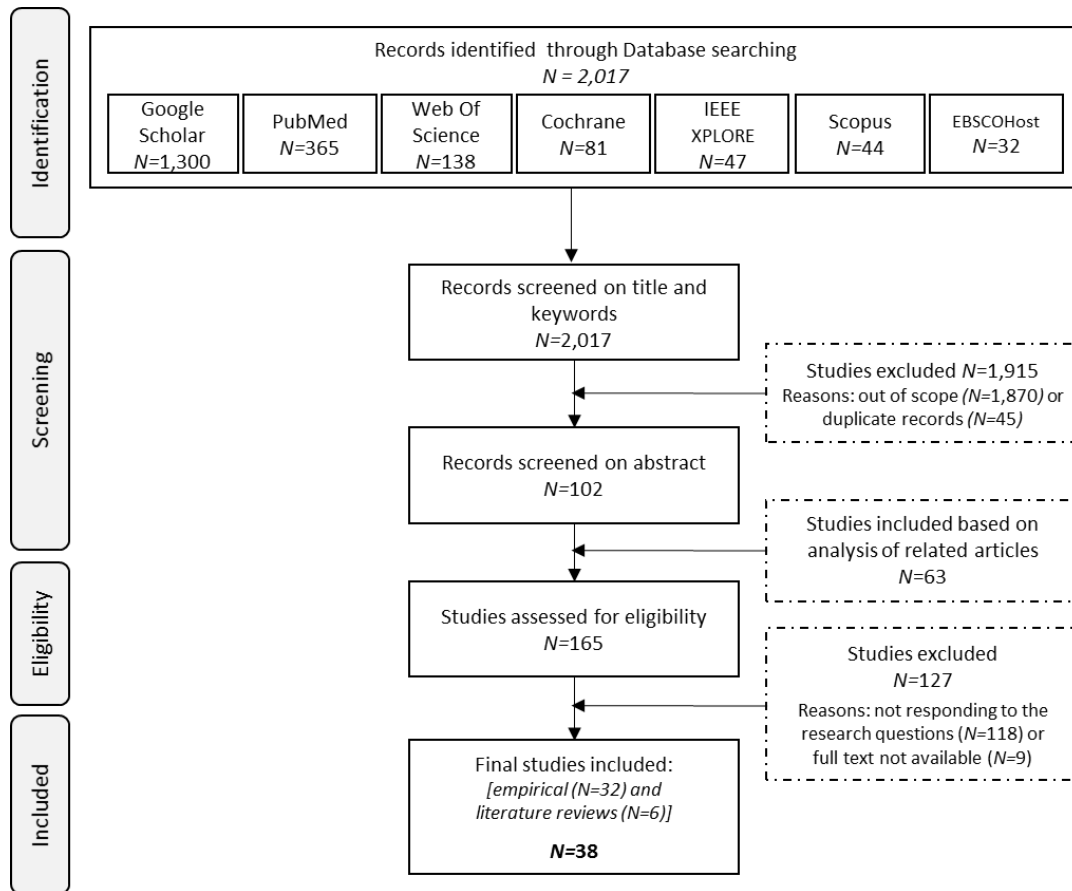 Identification
Records identified through Database searching
N = 2,017
Google
Scholar
N=1,300
PubMed
N=365
Web Of
Science
N=138
Cochrane
N=81
IEEE
XPLORE
N=47
Scopus
N=44
EBSCOHost
N=32
Screening
Records screened on title and
keywords
N=2,017
Studies excluded N=1,915
Reasons: out of scope (N=1,870) or
duplicate records (N=45)
Records screened on abstract
N=102
Studies included based on
analysis of related articles
N=63
Eligibility
Studies assessed for eligibility
N=165
Studies excluded
N=127
Reasons: not responding to the
research questions (N=118) or
full text not available (N=9)
Included
Final studies included:
[empirical (N=32) and
literature reviews (N=6)]
N=38